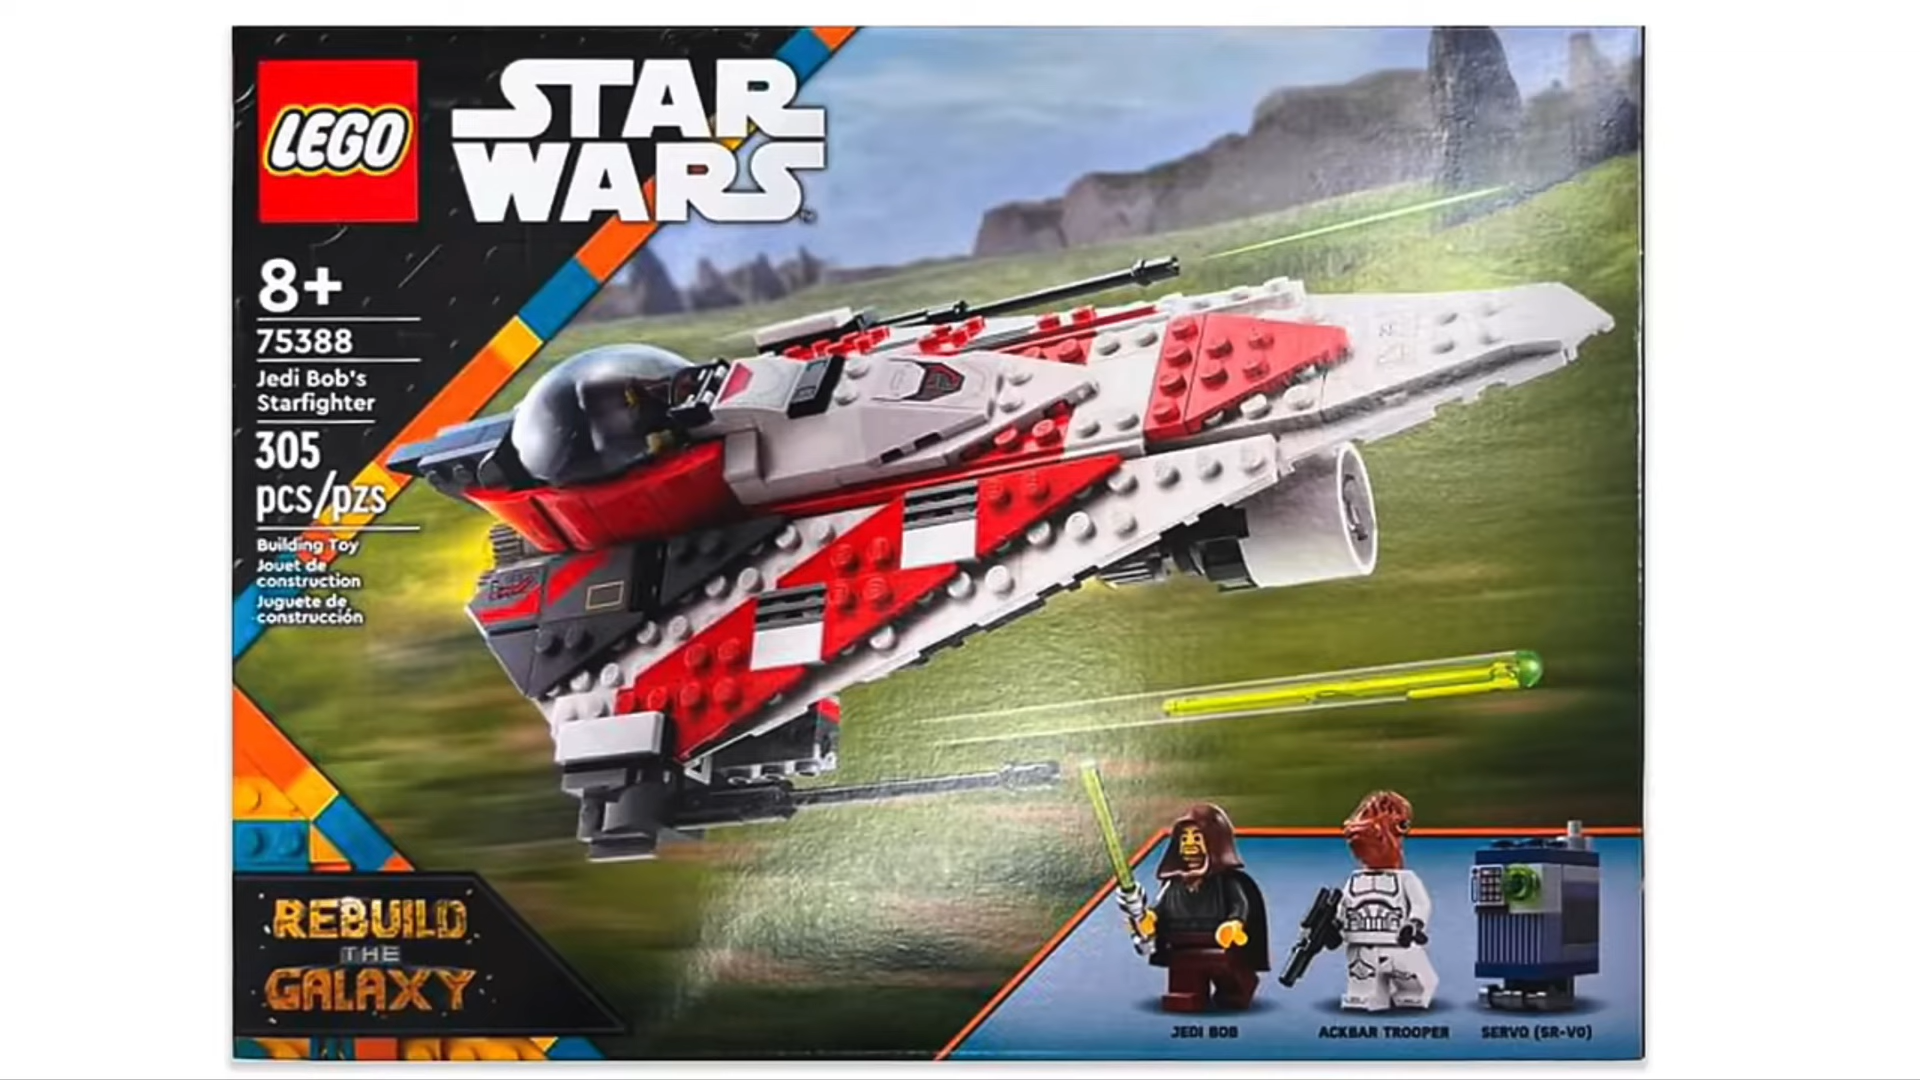 LEGO
STAR
WARS™
8+
75388
Jedi Bob's
Starfighter
305
pcs/pzs
Building Toy
Jouet de
construction
Juguete de
construcción
REBUILD
THE
GALAXY
JEDI BOB
ACKBAR TROOPER
SERVO (SR-V0)